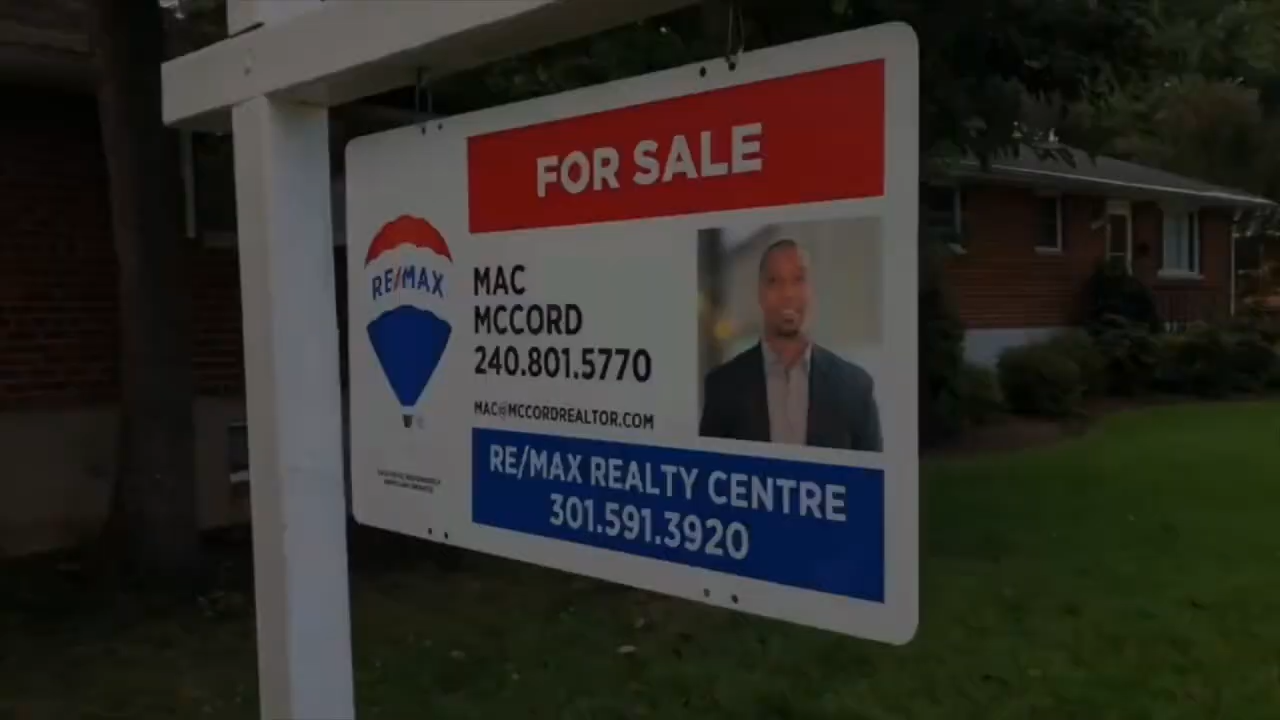 FOR SALE
RE/MAX
MAC
MCCORD
240.801.5770
MAC@MCCORDREALTOR.COM
RE/MAX REALTY CENTRE
301.591.3920